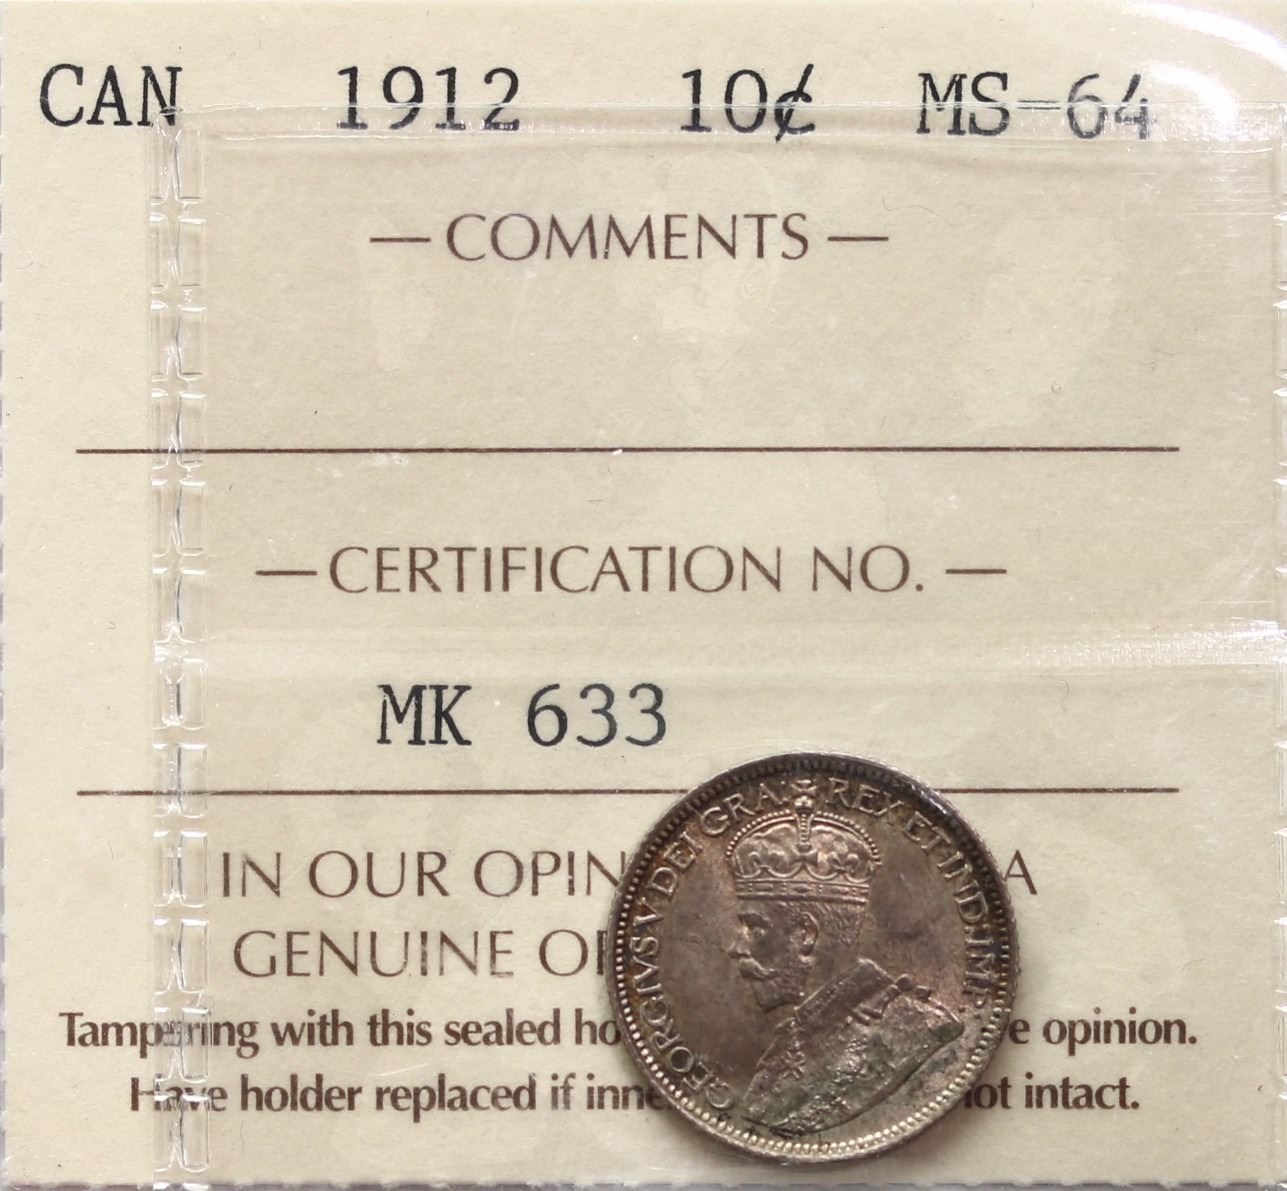 CAN 1912 10¢ MS-64
— COMMENTS —
— CERTIFICATION NO. —
MK 633
IN OUR OPIN A
GENUINE OF
Tampering with this sealed ho e opinion.
Have holder replaced if inne not intact.
GEORGIVS V DEI GRA: REX ET IND: IMP: